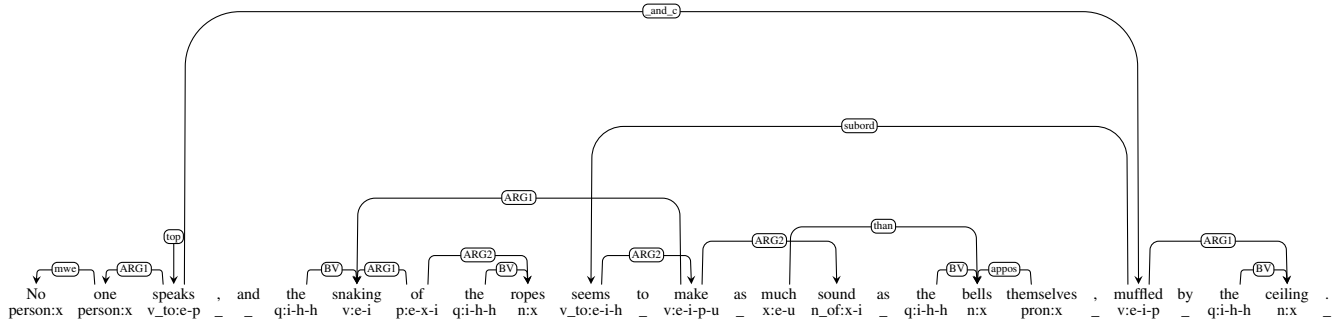 _and_c
subord
ARG1
top than
mwe ARG1 BV ARG1 ARG2 BV ARG2 ARG2 BV appos ARG1 BV
No one speaks , and the snaking of the ropes seems to make as much sound as the bells themselves , muffled by the ceiling .
person:x person:x v_to:e-p _ _ q:i-h-h v:e-i p:e-x-i q:i-h-h n:x v_to:e-i-h _ v:e-i-p-u _ x:e-u n_of:x-i _ q:i-h-h n:x pron:x _ v:e-i-p _ q:i-h-h n:x _